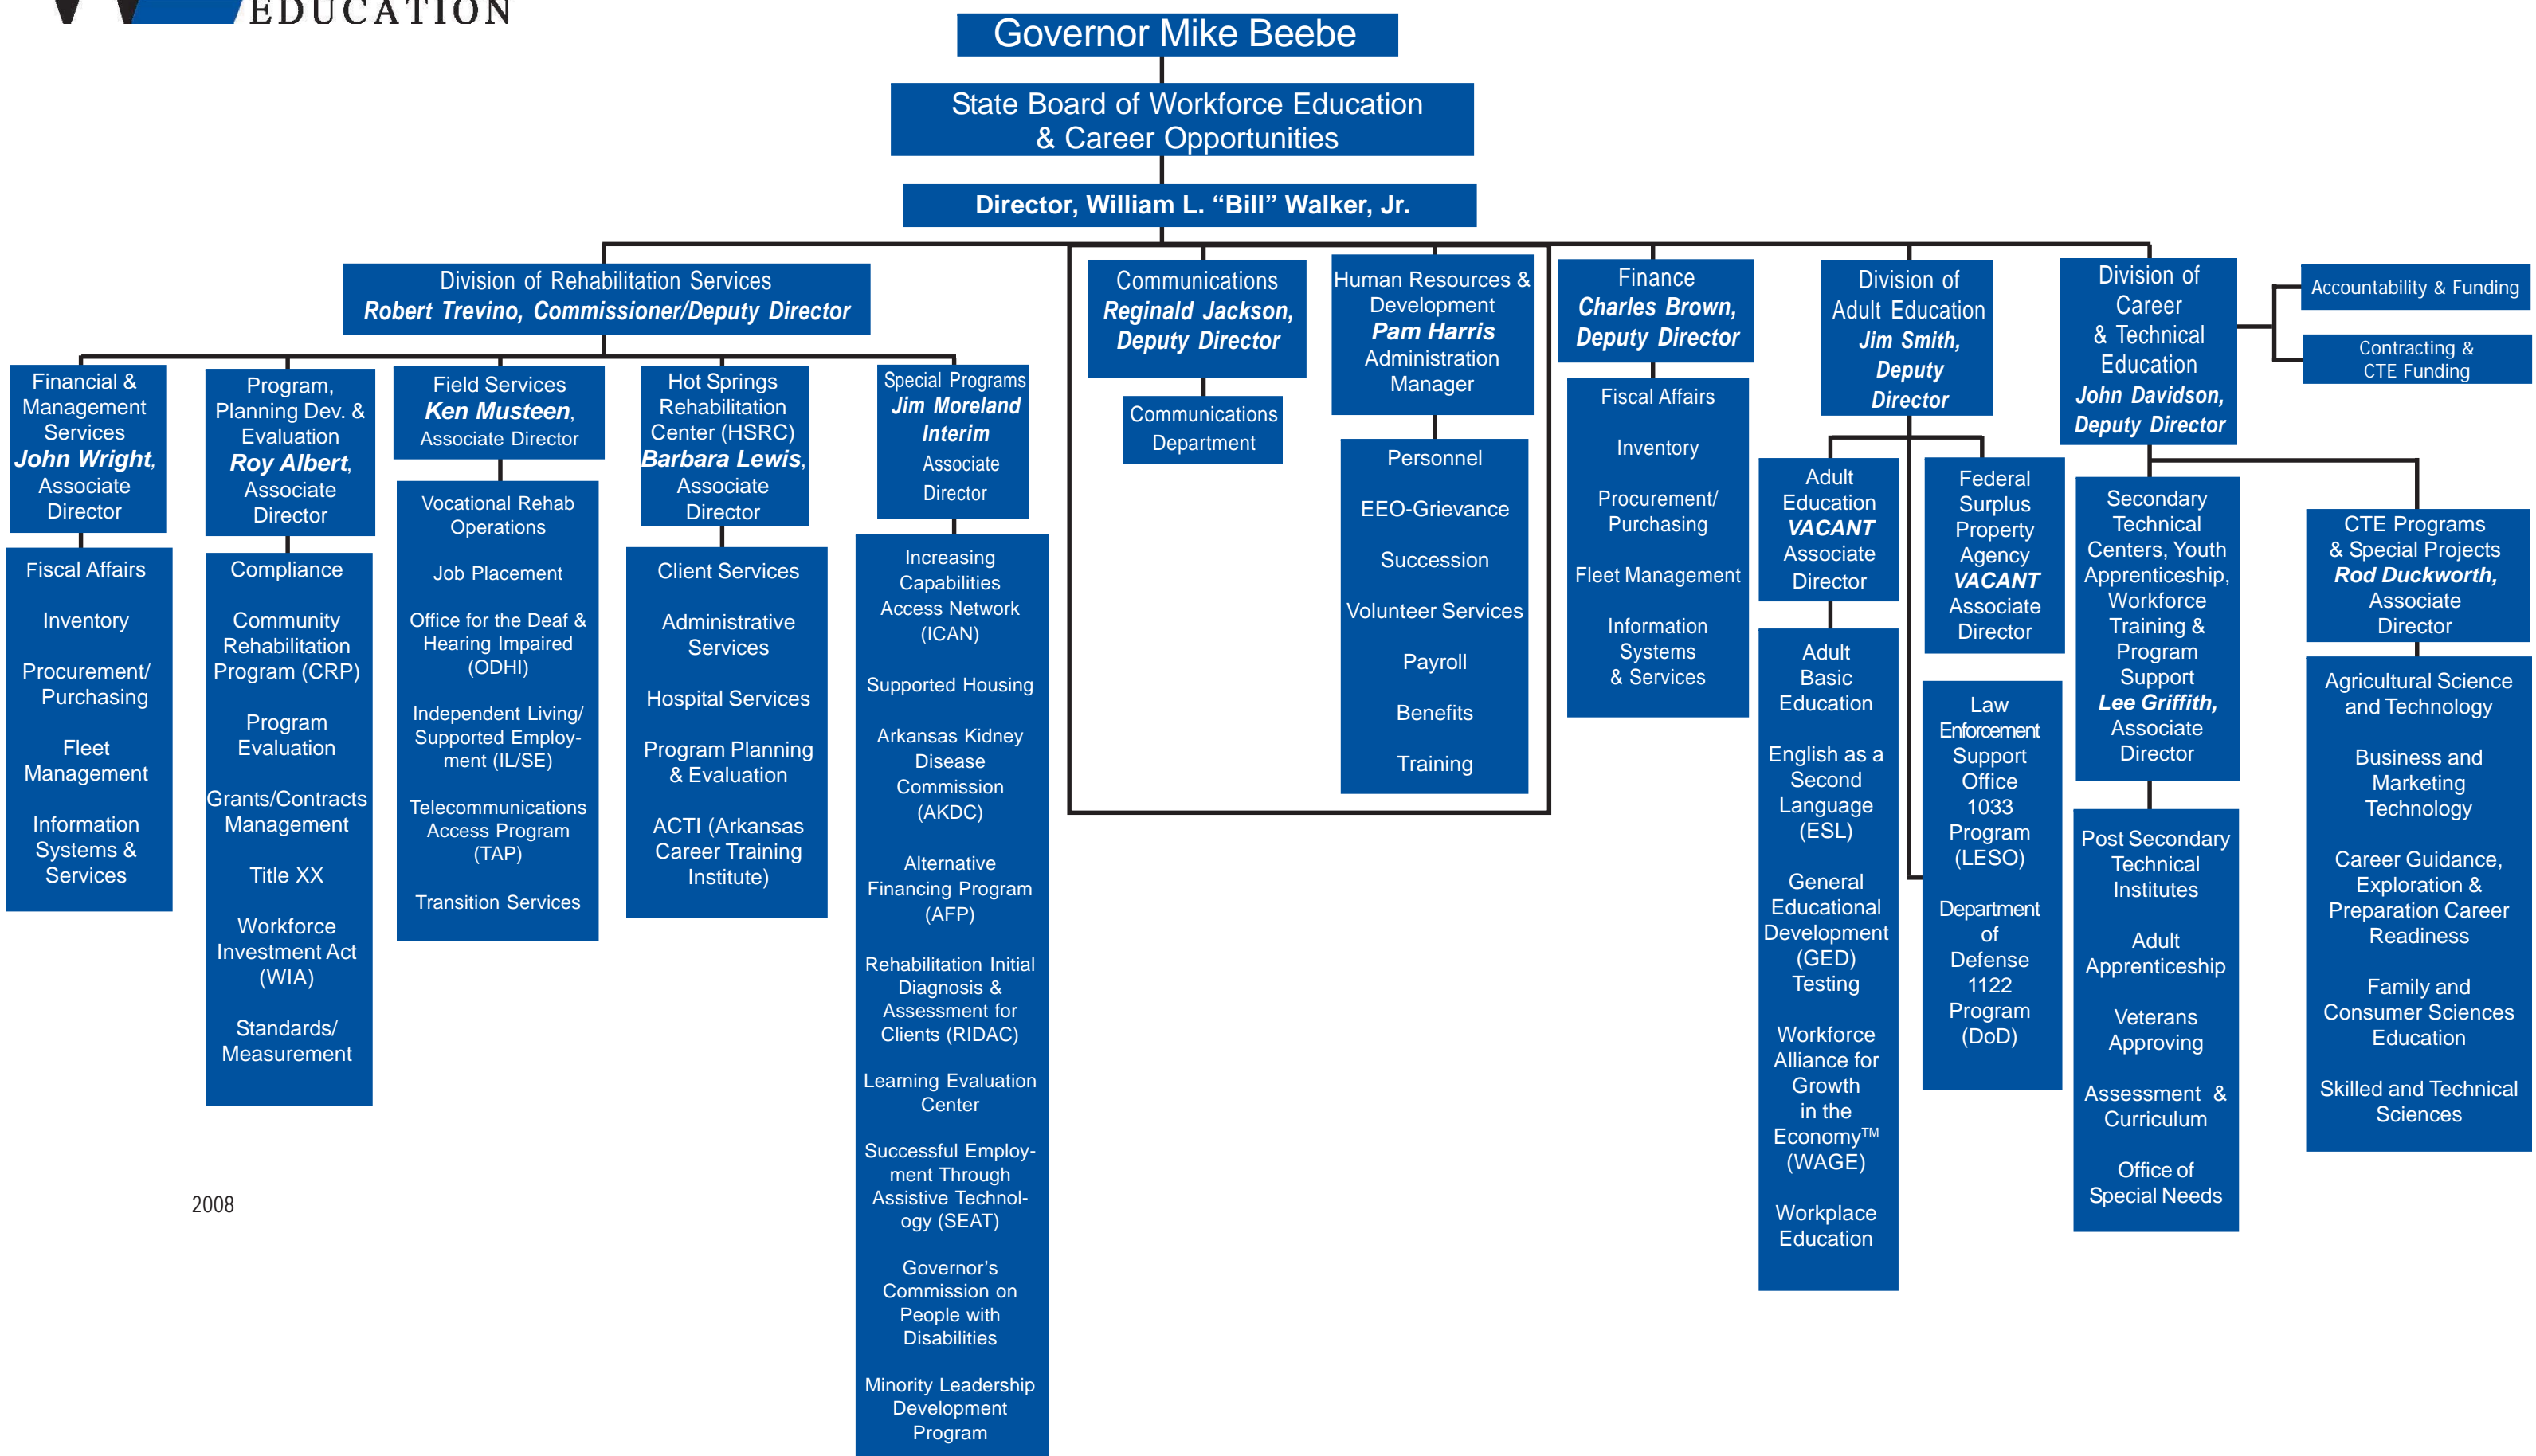 EDUCATION
Governor Mike Beebe
State Board of Workforce Education
& Career Opportunities
Director, William L. “Bill” Walker, Jr.
Division of Rehabilitation Services
Robert Trevino, Commissioner/Deputy Director
Financial &
Management
Services
John Wright,
Associate
Director
Fiscal Affairs
Inventory
Procurement/
Purchasing
Fleet
Management
Information
Systems &
Services
Program,
Planning Dev. &
Evaluation
Roy Albert,
Associate
Director
Compliance
Community
Rehabilitation
Program (CRP)
Program
Evaluation
Grants/Contracts
Management
Title XX
Workforce
Investment Act
(WIA)
Standards/
Measurement
Field Services
Ken Musteen,
Associate Director
Vocational Rehab
Operations
Job Placement
Office for the Deaf &
Hearing Impaired
(ODHI)
Independent Living/
Supported Employ-
ment (IL/SE)
Telecommunications
Access Program
(TAP)
Transition Services
Hot Springs
Rehabilitation
Center (HSRC)
Barbara Lewis,
Associate
Director
Client Services
Administrative
Services
Hospital Services
Program Planning
& Evaluation
ACTI (Arkansas
Career Training
Institute)
Special Programs
Jim Moreland
Interim
Associate
Director
Increasing
Capabilities
Access Network
(ICAN)
Supported Housing
Arkansas Kidney
Disease
Commission
(AKDC)
Alternative
Financing Program
(AFP)
Rehabilitation Initial
Diagnosis &
Assessment for
Clients (RIDAC)
Learning Evaluation
Center
Successful Employ-
ment Through
Assistive Technol-
ogy (SEAT)
Governor’s
Commission on
People with
Disabilities
Minority Leadership
Development
Program
Communications
Reginald Jackson,
Deputy Director
Communications
Department
Human Resources &
Development
Pam Harris
Administration
Manager
Personnel
EEO-Grievance
Succession
Volunteer Services
Payroll
Benefits
Training
Finance
Charles Brown,
Deputy Director
Fiscal Affairs
Inventory
Procurement/
Purchasing
Fleet Management
Information
Systems
& Services
Division of
Adult Education
Jim Smith,
Deputy
Director
Adult
Education
VACANT
Associate
Director
Adult
Basic
Education
English as a
Second
Language
(ESL)
General
Educational
Development
(GED)
Testing
Workforce
Alliance for
Growth
in the
Economy™
(WAGE)
Workplace
Education
Federal
Surplus
Property
Agency
VACANT
Associate
Director
Law
Enforcement
Support
Office
1033
Program
(LESO)
Department
of
Defense
1122
Program
(DoD)
Division of
Career
& Technical
Education
John Davidson,
Deputy Director
Accountability & Funding
Contracting &
CTE Funding
Secondary
Technical
Centers, Youth
Apprenticeship,
Workforce
Training &
Program
Support
Lee Griffith,
Associate
Director
Post Secondary
Technical
Institutes
Adult
Apprenticeship
Veterans
Approving
Assessment &
Curriculum
Office of
Special Needs
CTE Programs
& Special Projects
Rod Duckworth,
Associate
Director
Agricultural Science
and Technology
Business and
Marketing
Technology
Career Guidance,
Exploration &
Preparation Career
Readiness
Family and
Consumer Sciences
Education
Skilled and Technical
Sciences
2008